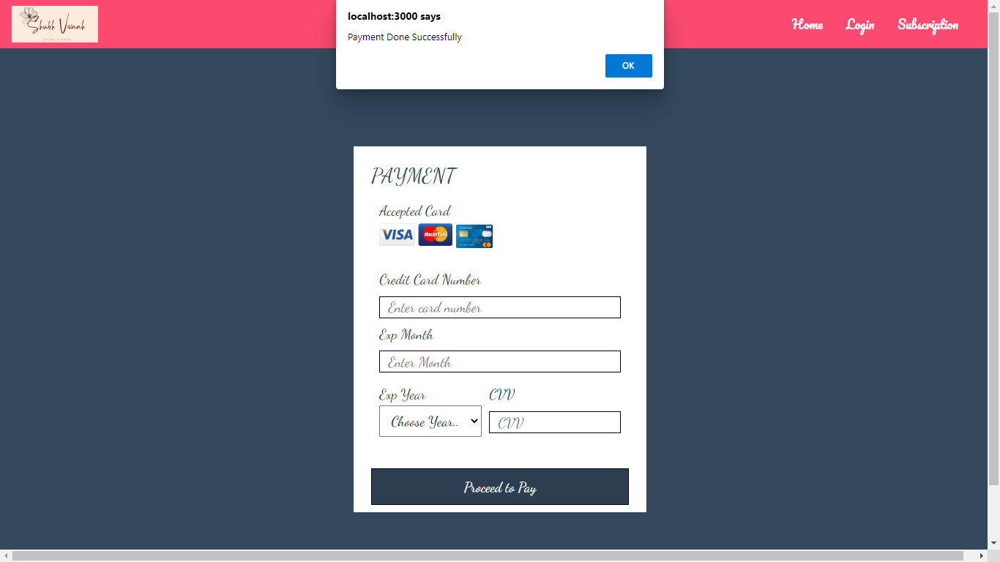 Shubh Vivaah
SHUBH VIVAAH
localhost:3000 says
Payment Done Successfully
OK
Home
Login
Subscription
PAYMENT
Accepted Card
VISA
MasterCard
Credit Card
Credit Card Number
Enter card number
Exp Month
Enter Month
Exp Year
CVV
Choose Year..
CVV
Proceed to Pay